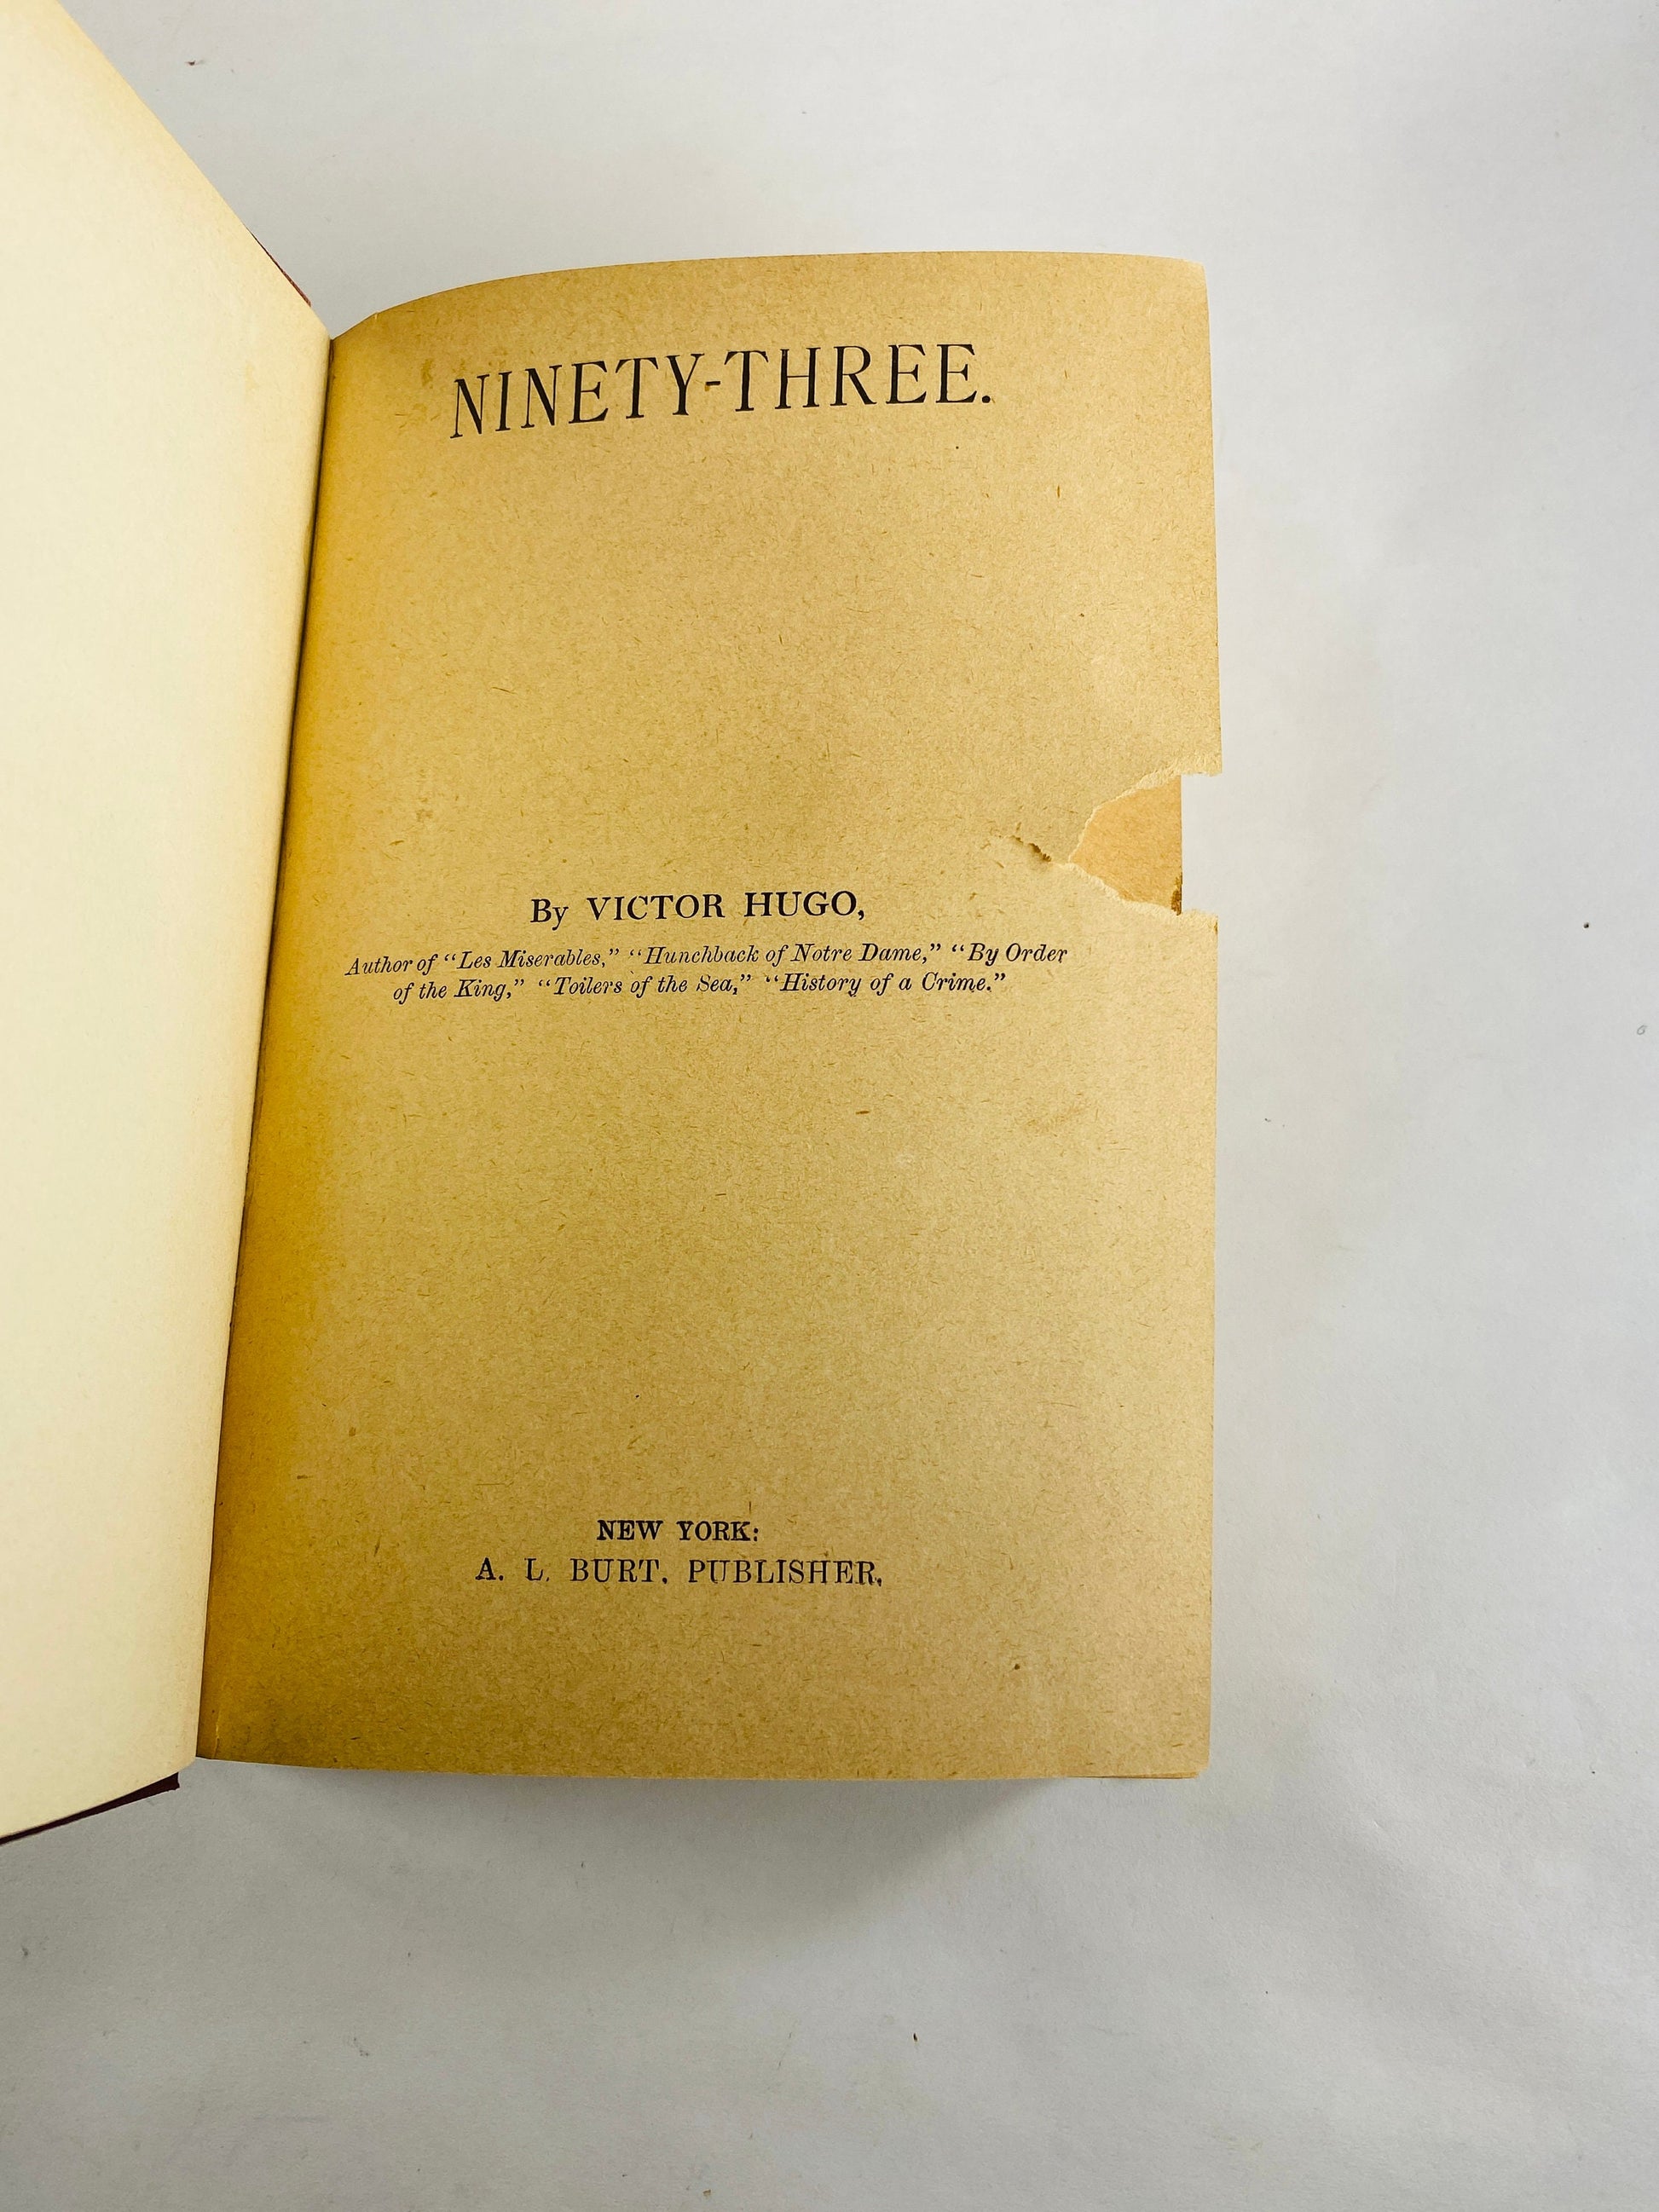 NINETY-THREE.
By VICTOR HUGO,
Author of “Les Miserables,” “Hunchback of Notre Dame,” “By Order
of the King,” “Toilers of the Sea,” “History of a Crime.”
NEW YORK:
A. L. BURT, PUBLISHER,